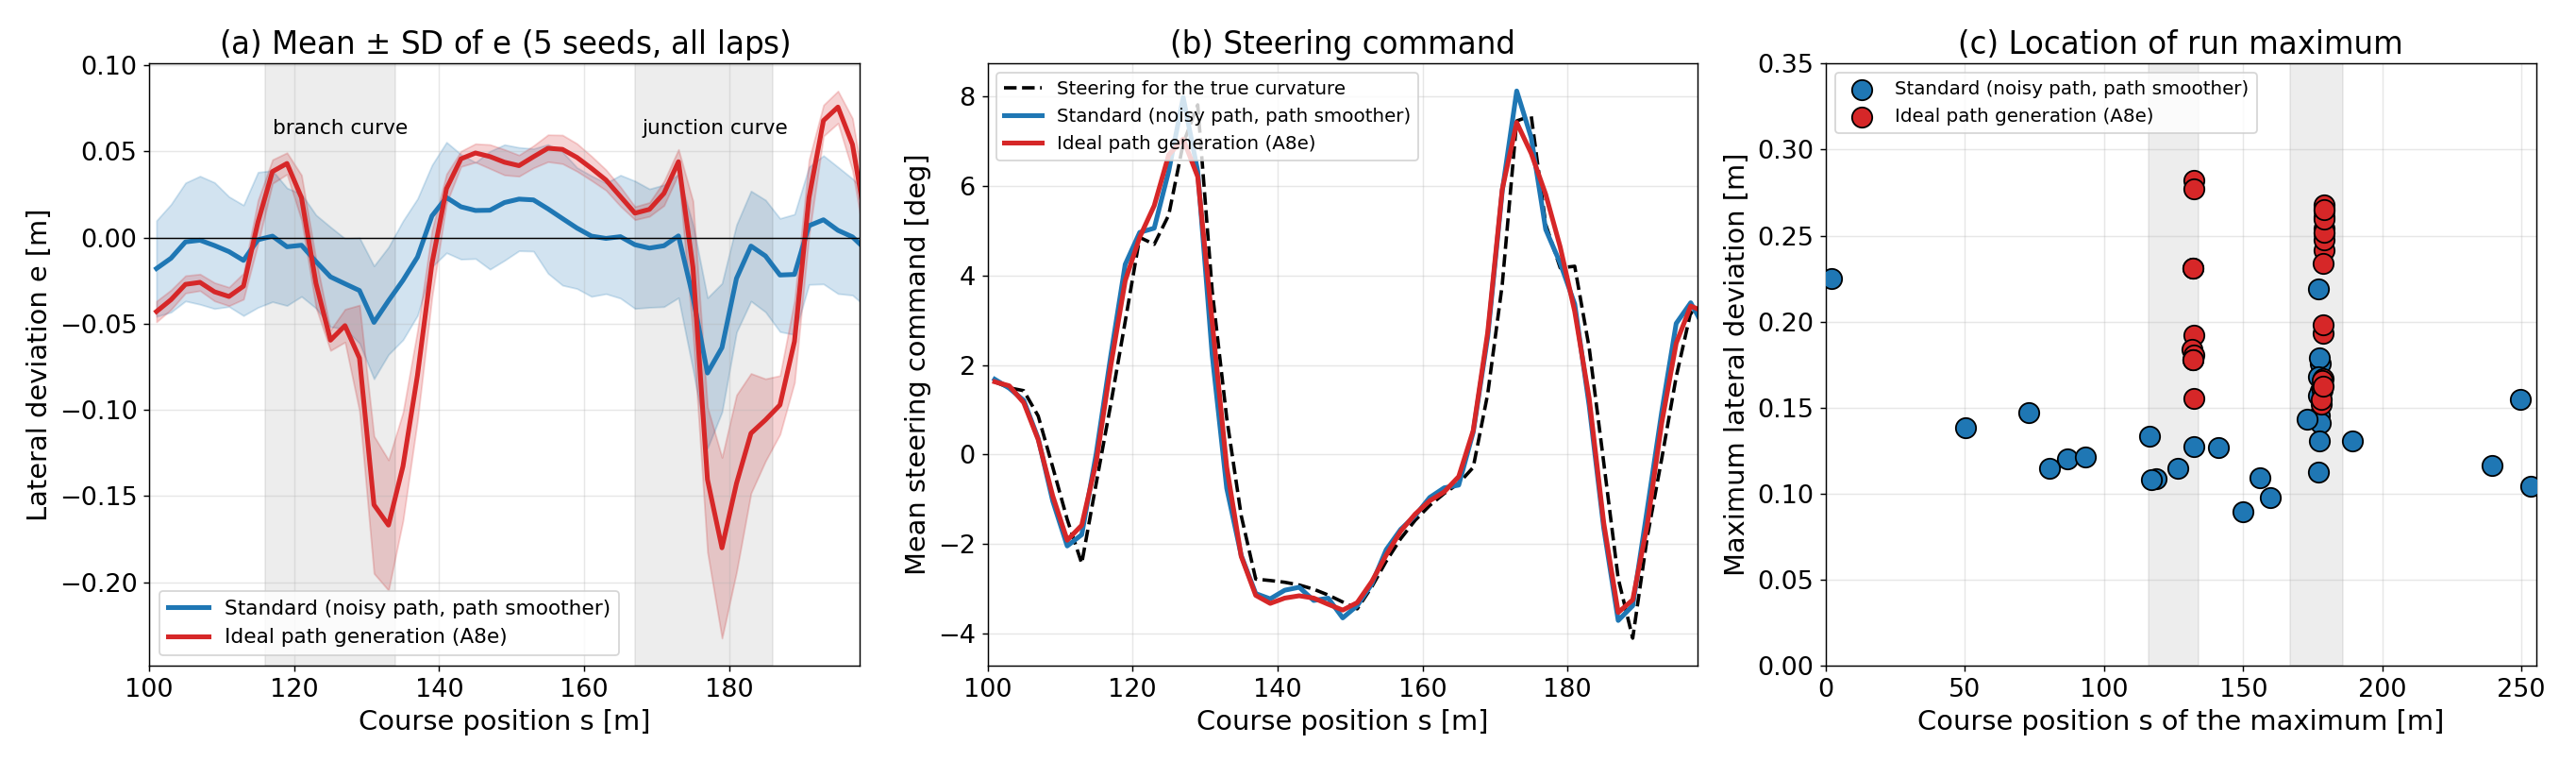 (a) Mean ± SD of e (5 seeds, all laps)
Lateral deviation e [m]
0.10
0.05
0.00
−0.05
−0.10
−0.15
−0.20
branch curve
junction curve
Standard (noisy path, path smoother)
Ideal path generation (A8e)
100 120 140 160 180
Course position s [m]
(b) Steering command
Mean steering command [deg]
8
6
4
2
0
−2
−4
Steering for the true curvature
Standard (noisy path, path smoother)
Ideal path generation (A8e)
100 120 140 160 180
Course position s [m]
(c) Location of run maximum
Maximum lateral deviation [m]
0.35
0.30
0.25
0.20
0.15
0.10
0.05
0.00
Standard (noisy path, path smoother)
Ideal path generation (A8e)
0 50 100 150 200 250
Course position s of the maximum [m]